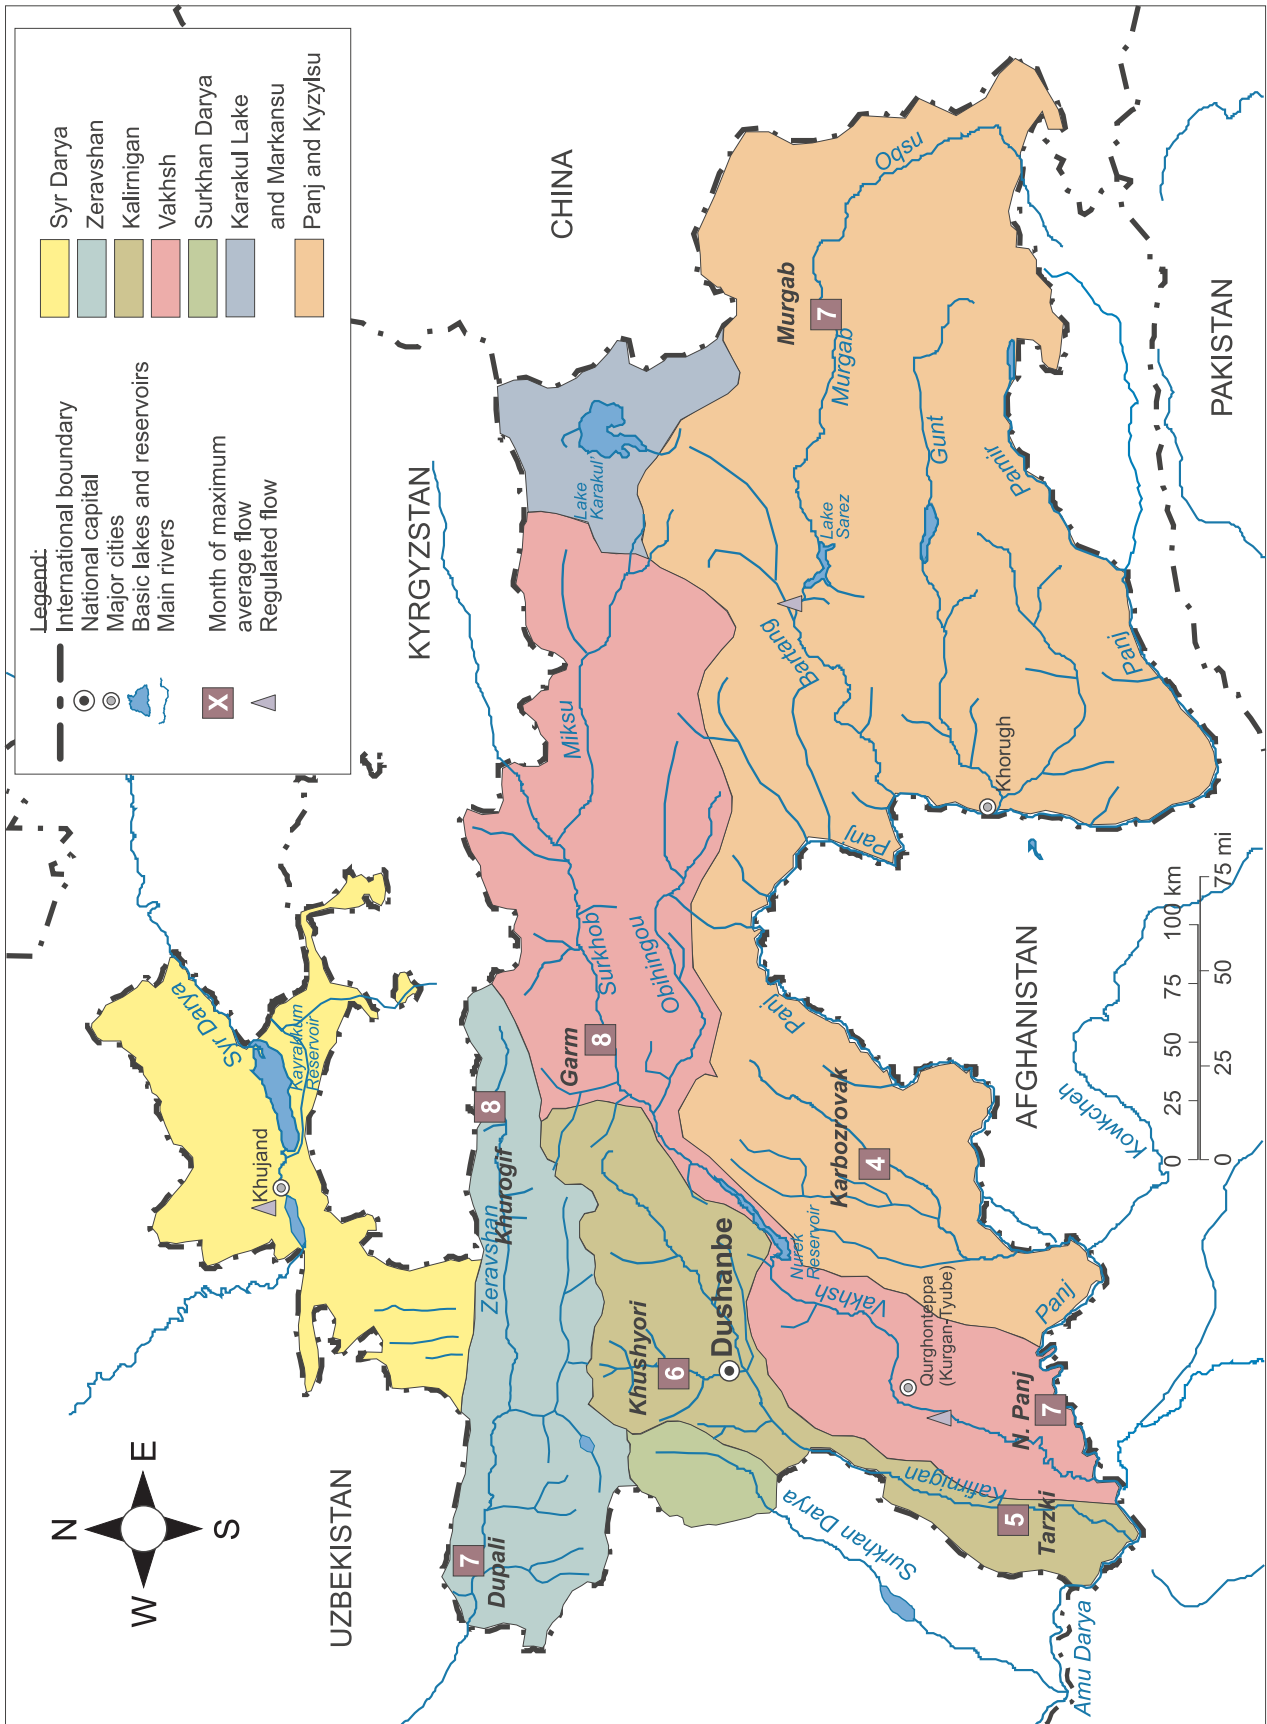 Legend:
International boundary
National capital
Major cities
Basic lakes and reservoirs
Main rivers
X
Month of maximum
average flow
Regulated flow
Syr Darya
Zeravshan
Kalirnigan
Vakhsh
Surkhan Darya
Karakul Lake
and Markansu
Panj and Kyzylsu
N
W
E
S
UZBEKISTAN
KYRGYZSTAN
CHINA
PAKISTAN
AFGHANISTAN
Syr Darya
Kayrakkum
Reservoir
Khujand
Zeravshan
Khurogif
8
Dupali
7
Garm
8
Surkhob
Obihingou
Miksu
Lake
Karakul'
Khushyori
6
Dushanbe
Nurek
Reservoir
Vakhsh
Qurghonteppa
(Kurgan-Tyube)
N. Panj
7
Kafirnigan
Tarzki
5
Surkhan Darya
Amu Darya
Karbozrovak
4
Panj
Panj
Panj
Panj
Kowkcheh
Bartang
Lake
Sarez
Murgab
7
Murgab
Oqsu
Gunt
Pamir
Khorugh
0
50
75
100 km
0
25
25
50
75 mi